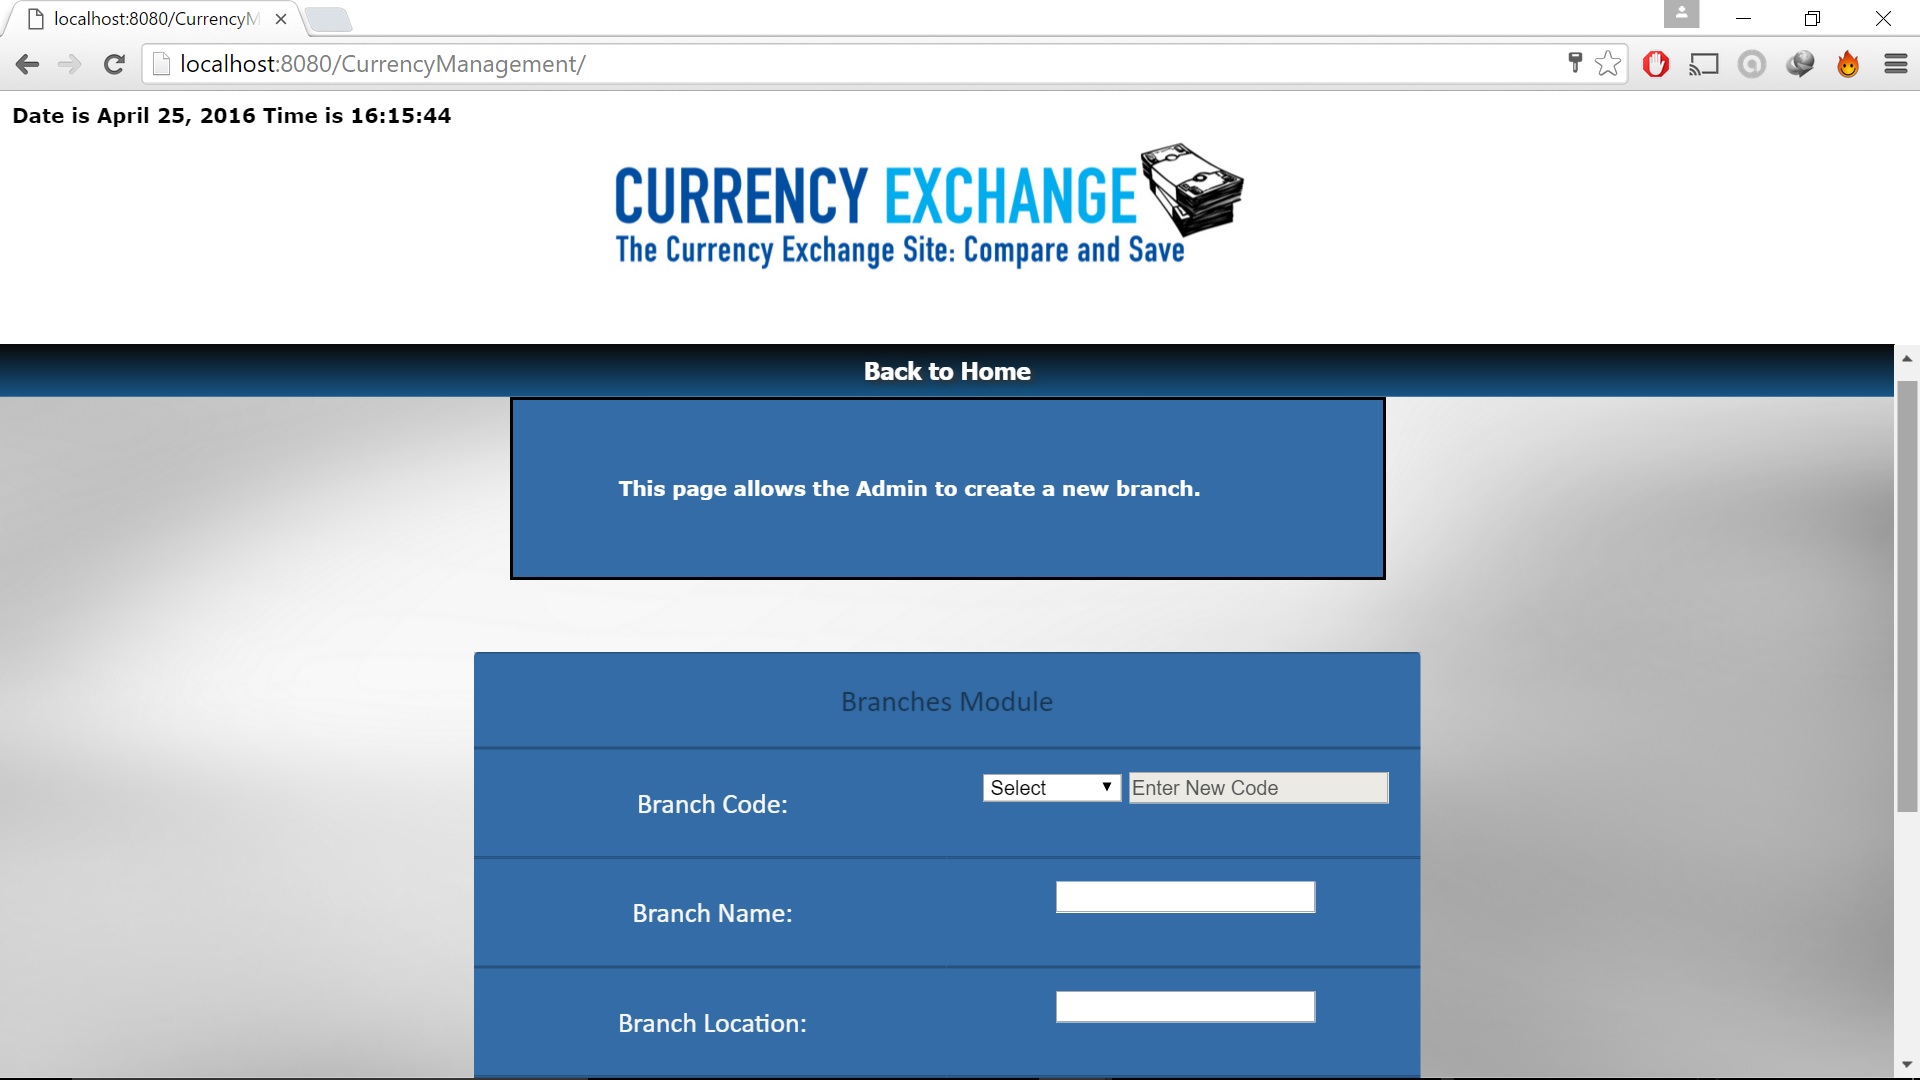 localhost:8080/CurrencyM
localhost:8080/CurrencyManagement/
Date is April 25, 2016 Time is 16:15:44
CURRENCY EXCHANGE
The Currency Exchange Site: Compare and Save
Back to Home
This page allows the Admin to create a new branch.
Branches Module
Branch Code: Select Enter New Code
Branch Name:
Branch Location: